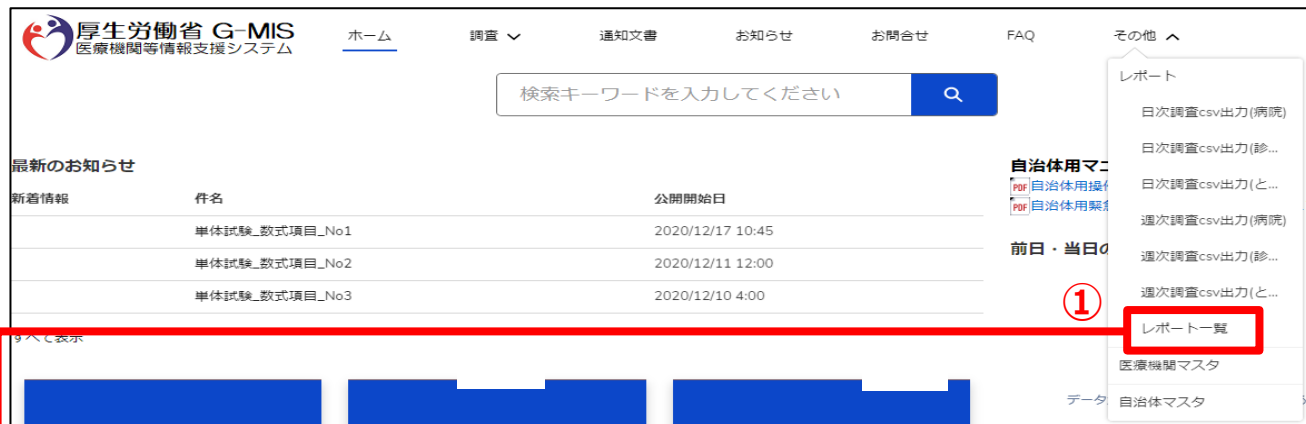 厚生労働省 G-MIS
医療機関等情報支援システム
ホーム
調査
通知文書
お知らせ
お問合せ
FAQ
その他
検索キーワードを入力してください
レポート
日次調査csv出力(病院)
日次調査csv出力(診...
日次調査csv出力(と...
週次調査csv出力(病院)
週次調査csv出力(診...
週次調査csv出力(と...
レポート一覧
医療機関マスタ
自治体マスタ
最新のお知らせ
新着情報 件名 公開開始日
単体試験_数式項目_No1 2020/12/17 10:45
単体試験_数式項目_No2 2020/12/11 12:00
単体試験_数式項目_No3 2020/12/10 4:00
すべて表示
自治体用マニ
PDF 自治体用操作
PDF 自治体用緊急
前日・当日の
①
データ